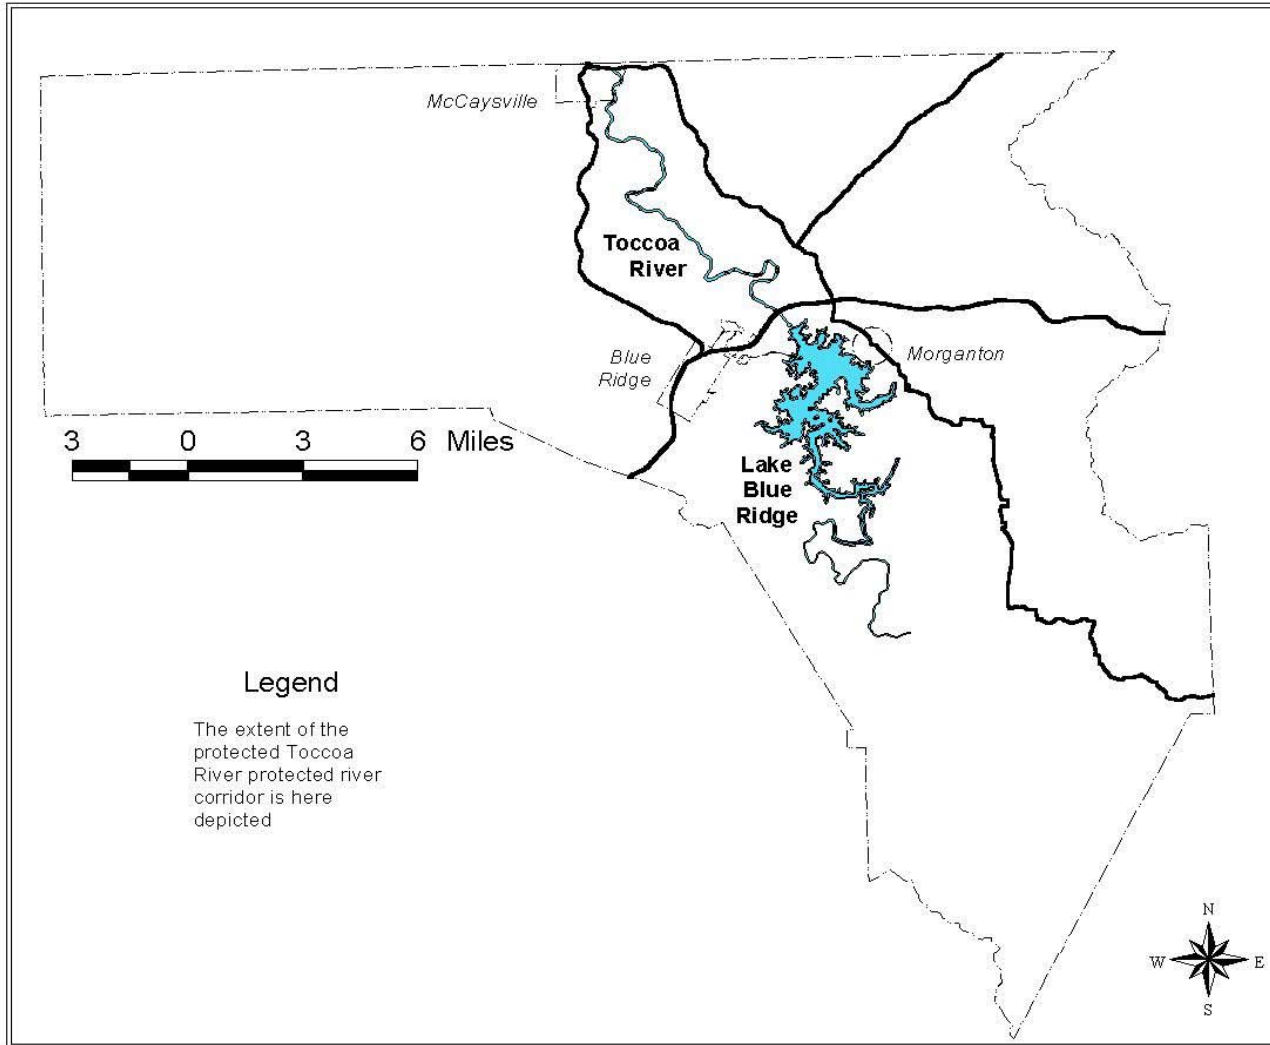 McCaysville
Toccoa
River
Blue
Ridge
Morganton
3 0 3 6 Miles
Lake
Blue
Ridge
Legend
The extent of the
protected Toccoa
River protected river
corridor is here
depicted
N
W E
S